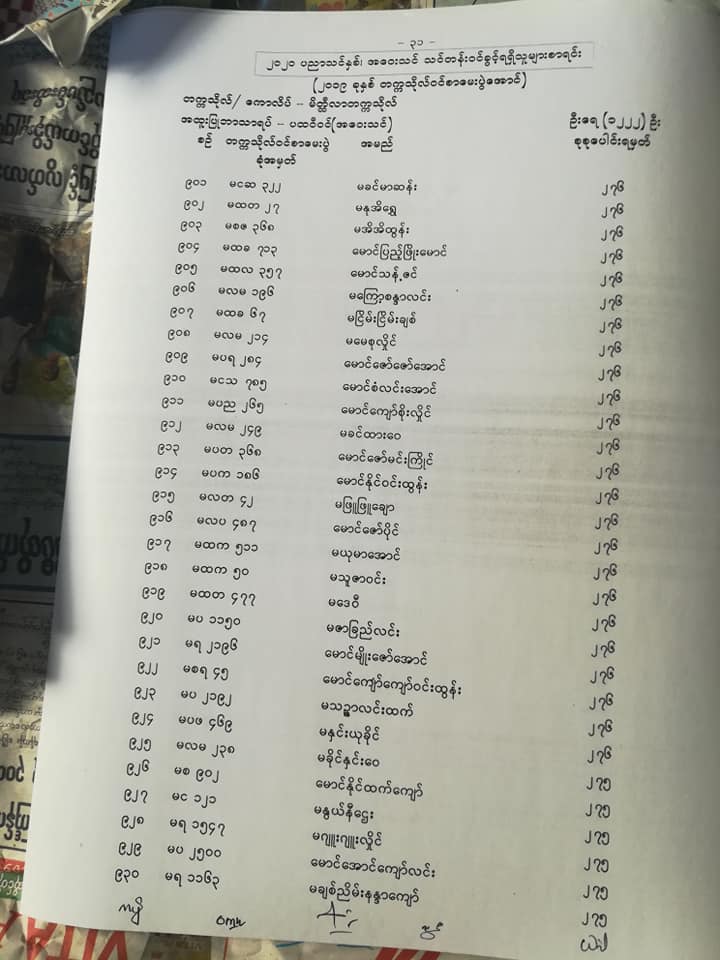 - ၃၁ -
၂၀၂၁ ပညာသင်နှစ်၊ အဝေးသင် သင်တန်းဝင်ခွင့်ရရှိသူများစာရင်း
(၂၀၁၉ ခုနှစ် တက္ကသိုလ်ဝင်စာမေးပွဲအောင်)
တက္ကသိုလ်/ ကောလိပ် - မိတ္ထီလာတက္ကသိုလ်
အထူးပြုဘာသာရပ် - ပထဝီဝင်(အဝေးသင်) ဦးရေ (၁၂၂၂) ဦး
စဉ် တက္ကသိုလ်ဝင်စာမေးပွဲ အမည် စုစုပေါင်းရမှတ်
ခုံအမှတ်
၉၀၁ မငဆ ၃၂၂ မခင်မာဆန်း ၂၇၆
၉၀၂ မထတ ၂၇ မနုအိရွှေ ၂၇၆
၉၀၃ မစဇ ၃၆၈ မအိအိထွန်း ၂၇၆
၉၀၄ မထခ ၇၁၃ မောင်ပြည့်ဖြိုးမောင် ၂၇၆
၉၀၅ မထလ ၃၅၇ မောင်သန့်ဇင် ၂၇၆
၉၀၆ မလမ ၁၉၆ မကြော့စန္ဒာလင်း ၂၇၆
၉၀၇ မထခ ၆၇ မငြိမ်းငြိမ်းချစ် ၂၇၆
၉၀၈ မလမ ၂၁၄ မမေစုလှိုင် ၂၇၆
၉၀၉ မပရ ၂၈၄ မောင်ဇော်ဇော်အောင် ၂၇၆
၉၁၀ မငသ ၇၈၅ မောင်စံလင်းအောင် ၂၇၆
၉၁၁ မပည ၂၆၅ မောင်ကျော်စိုးလှိုင် ၂၇၆
၉၁၂ မလမ ၂၄၉ မခင်ထားဝေ ၂၇၆
၉၁၃ မပတ ၃၆၈ မောင်ဇော်မင်းကြိုင် ၂၇၆
၉၁၄ မပက ၁၈၆ မောင်နိုင်ဝင်းထွန်း ၂၇၆
၉၁၅ မလတ ၄၂ မဖြူဖြူချော ၂၇၆
၉၁၆ မလပ ၄၈၇ မောင်ဇော်ပိုင် ၂၇၆
၉၁၇ မထက ၅၁၁ မယုမာအောင် ၂၇၆
၉၁၈ မထက ၅၀ မသူဇာဝင်း ၂၇၆
၉၁၉ မထတ ၄၇၇ မဒေဝီ ၂၇၆
၉၂၀ မပ ၁၁၅၀ မဇာခြည်လင်း ၂၇၆
၉၂၁ မရ ၂၁၉၆ မောင်မျိုးဇော်အောင် ၂၇၆
၉၂၂ မစရ ၄၅ မောင်ကျော်ကျော်ဝင်းထွန်း ၂၇၆
၉၂၃ မပ ၂၁၉၂ မသဉ္ဇာလင်းထက် ၂၇၆
၉၂၄ မပဖ ၄၆၉ မနှင်းယုခိုင် ၂၇၆
၉၂၅ မလမ ၂၃၈ မခိုင်နှင်းဝေ ၂၇၆
၉၂၆ မစ ၉၀၂ မောင်နိုင်ထက်ကျော် ၂၇၅
၉၂၇ မင ၁၂၁ မနွယ်နီဌေး ၂၇၅
၉၂၈ မရ ၁၅၄၇ မဂျူးဂျူးလှိုင် ၂၇၅
၉၂၉ မပ ၂၅၀၀ မောင်အောင်ကျော်လင်း ၂၇၅
၉၃၀ မရ ၁၁၆၃ မချစ်ညိမ်းနန္ဒာကျော် ၂၇၅